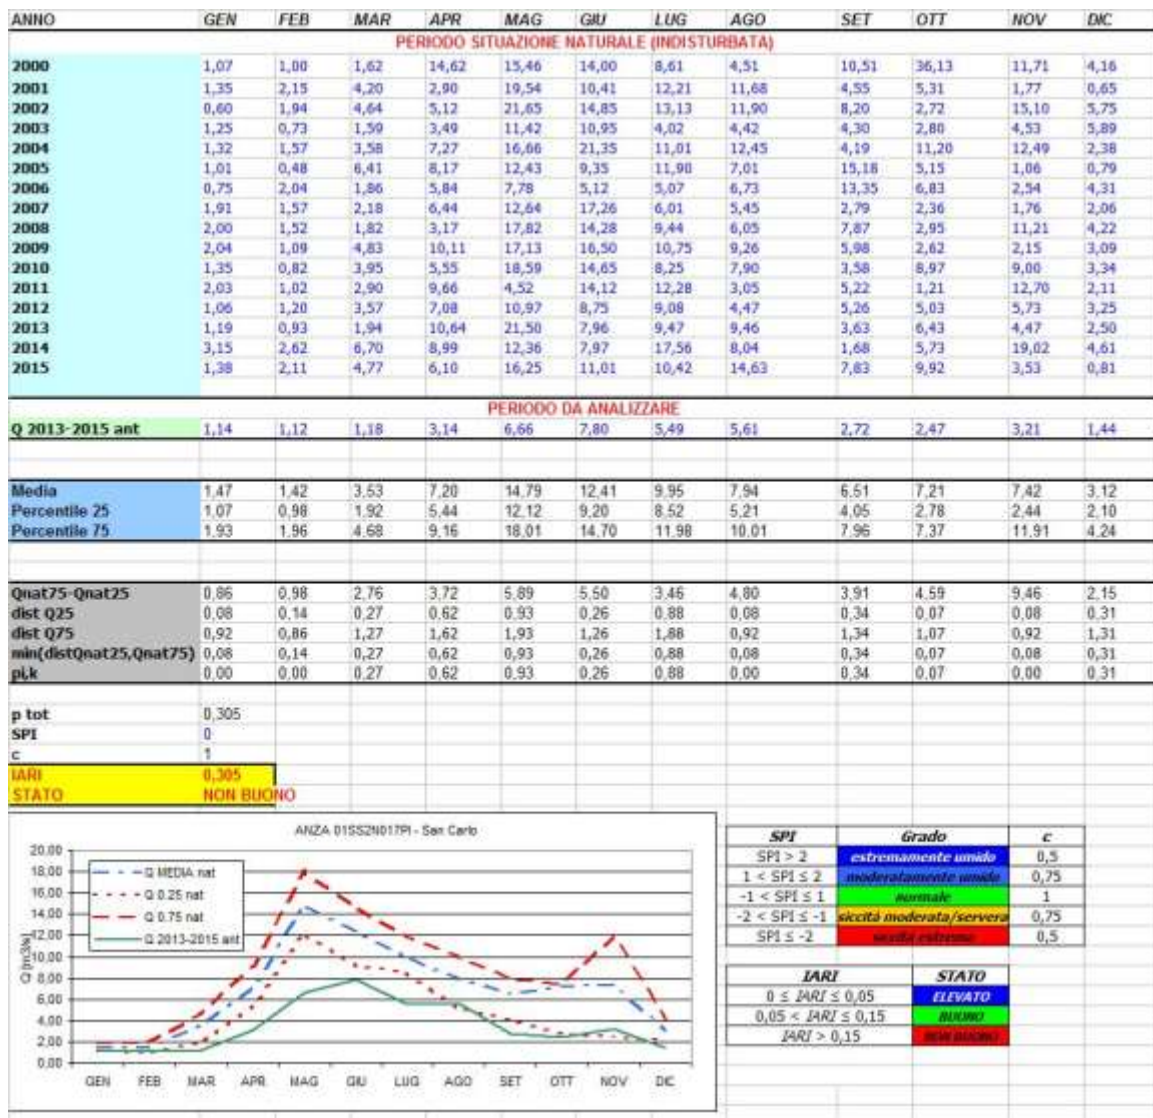 ANNO GEN FEB MAR APR MAG GIU LUG AGO SET OTT NOV DIC
PERIODO SITUAZIONE NATURALE (INDISTURBATA)
2000 1,07 1,00 1,62 14,62 15,46 14,00 8,61 4,51 10,51 36,13 11,71 4,16
2001 1,35 2,15 4,20 2,90 19,54 10,41 12,21 11,68 4,55 5,31 1,77 0,65
2002 0,60 1,94 4,64 5,12 21,65 14,85 13,13 11,90 8,20 2,72 15,10 5,75
2003 1,25 0,73 1,59 3,49 11,42 10,95 4,02 4,42 4,30 2,80 4,53 5,89
2004 1,32 1,57 3,58 7,27 16,66 21,35 11,01 12,45 4,19 11,20 12,49 2,38
2005 1,01 0,48 6,41 8,17 12,43 9,35 11,90 7,01 15,18 5,15 1,06 0,79
2006 0,75 2,04 1,86 5,84 7,78 5,12 5,07 6,73 13,35 6,83 2,54 4,31
2007 1,91 1,57 2,18 6,44 12,64 17,26 6,01 5,45 2,79 2,36 1,76 2,06
2008 2,00 1,52 1,82 3,17 17,82 14,28 9,44 6,05 7,87 2,95 11,21 4,22
2009 2,04 1,09 4,83 10,11 17,13 16,50 10,75 9,26 5,98 2,62 2,15 3,09
2010 1,35 0,82 3,95 5,55 18,59 14,65 8,25 7,90 3,58 8,97 9,00 3,34
2011 2,03 1,02 2,90 9,66 4,52 14,12 12,28 3,05 5,22 1,21 12,70 2,11
2012 1,06 1,20 3,57 7,08 10,97 8,75 9,08 4,47 5,26 5,03 5,73 3,25
2013 1,19 0,93 1,94 10,64 21,50 7,96 9,47 9,46 3,63 6,43 4,47 2,50
2014 3,15 2,62 6,70 8,99 12,36 7,97 17,56 8,04 1,68 5,73 19,02 4,61
2015 1,38 2,11 4,77 6,10 16,25 11,01 10,42 14,63 7,83 9,92 3,53 0,81
PERIODO DA ANALIZZARE
Q 2013-2015 ant 1,14 1,12 1,18 3,14 6,66 7,80 5,49 5,61 2,72 2,47 3,21 1,44
Media 1,47 1,42 3,53 7,20 14,79 12,41 9,95 7,94 6,51 7,21 7,42 3,12
Percentile 25 1,07 0,98 1,92 5,44 12,12 9,20 8,52 5,21 4,05 2,78 2,44 2,10
Percentile 75 1,93 1,96 4,68 9,16 18,01 14,70 11,98 10,01 7,96 7,37 11,91 4,24
Qnat75-Qnat25 0,86 0,98 2,76 3,72 5,89 5,50 3,46 4,80 3,91 4,59 9,46 2,15
dist Q25 0,08 0,14 0,27 0,62 0,93 0,26 0,88 0,08 0,34 0,07 0,08 0,31
dist Q75 0,92 0,86 1,27 1,62 1,93 1,26 1,88 0,92 1,34 1,07 0,92 1,31
min(distQnat25,Qnat75) 0,08 0,14 0,27 0,62 0,93 0,26 0,88 0,08 0,34 0,07 0,08 0,31
pi,k 0,00 0,00 0,27 0,62 0,93 0,26 0,88 0,00 0,34 0,07 0,00 0,31
p tot 0,305
SPI 0
c 1
IARI 0,305
STATO NON BUONO
ANZA 01SS2N017PI - San Carlo
Q (m3/s)
20,00
18,00
16,00
14,00
12,00
10,00
8,00
6,00
4,00
2,00
0,00
Q MEDIA nat
Q 0.25 nat
Q 0.75 nat
Q 2013-2015 ant
GEN FEB MAR APR MAG GIU LUG AGO SET OTT NOV DIC
SPI Grado c
SPI > 2 estremamente umido 0,5
1 < SPI ≤ 2 moderatamente umido 0,75
-1 < SPI ≤ 1 normale 1
-2 < SPI ≤ -1 siccità moderata/servera 0,75
SPI ≤ -2 0,5
IARI STATO
0 ≤ IARI ≤ 0,05 ELEVATO
0,05 < IARI ≤ 0,15 BUONO
IARI > 0,15 NON BUONO